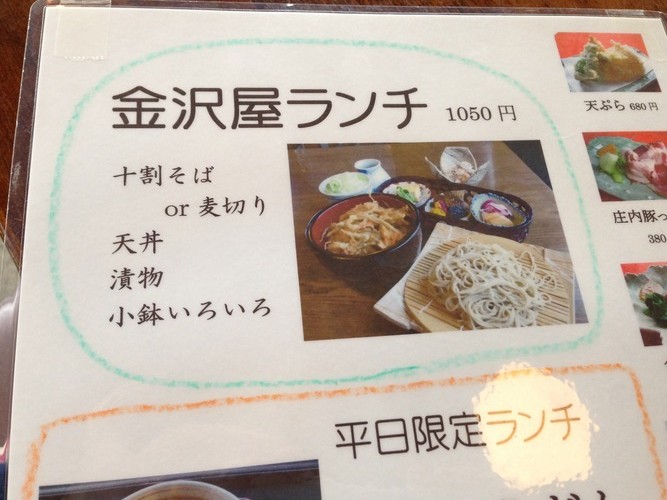 金沢屋ランチ 1050円
十割そば
or 麦切り
天丼
漬物
小鉢いろいろ
天ぷら 680円
庄内豚っ
380
平日限定ランチ